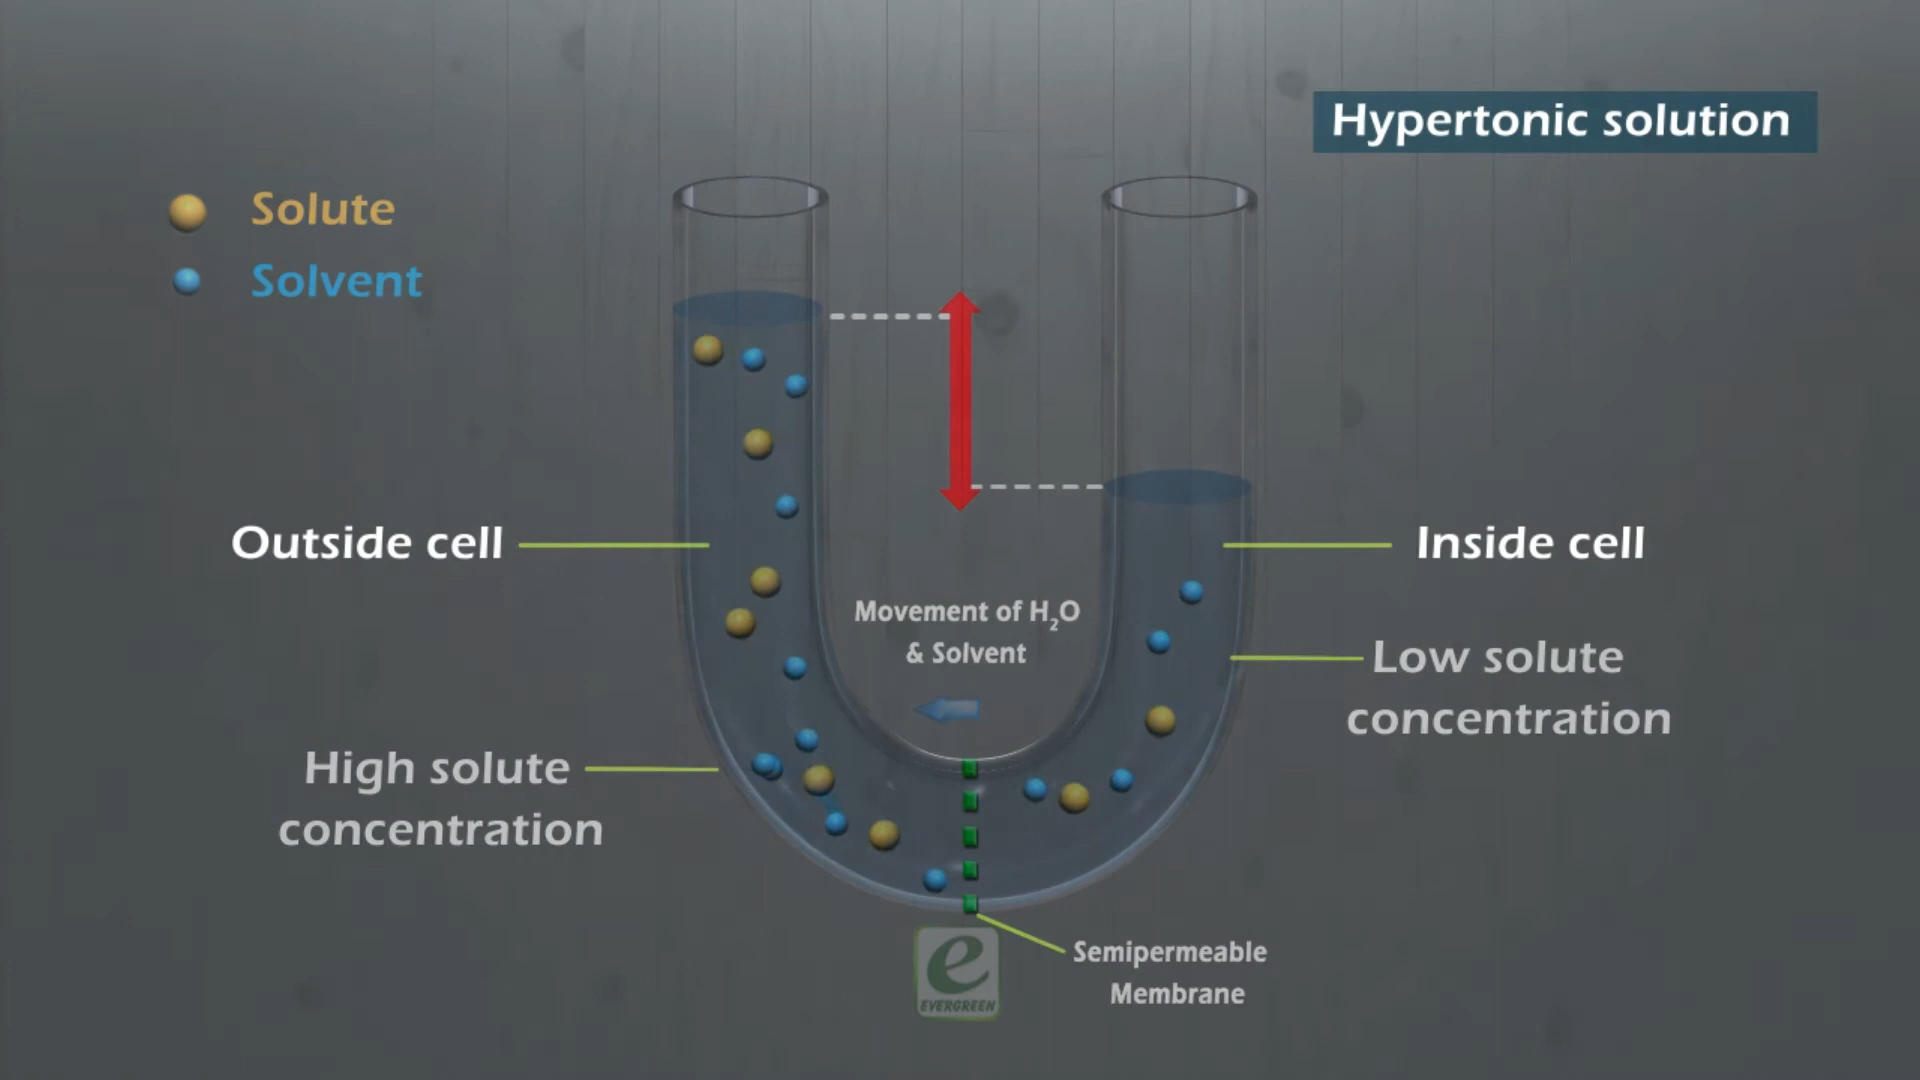 Hypertonic solution
Solute
Solvent
Outside cell
Inside cell
Movement of H₂O
& Solvent
Low solute
concentration
High solute
concentration
Semipermeable
Membrane
e
EVERGREEN